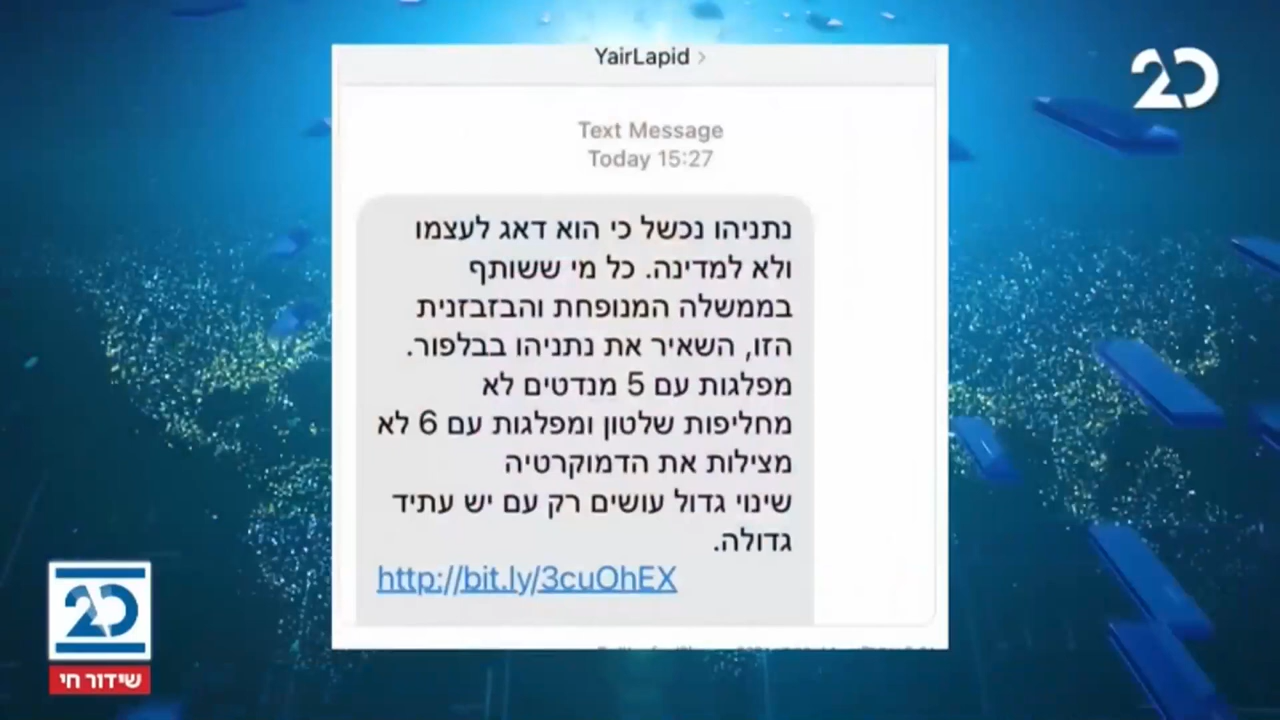 YairLapid >
20
Text Message
Today 15:27
נתניהו נכשל כי הוא דאג לעצמו
ולא למדינה. כל מי ששותף
בממשלה המנופחת והבזבזנית
הזו, השאיר את נתניהו בבלפור.
מפלגות עם 5 מנדטים לא
מחליפות שלטון ומפלגות עם 6 לא
מצילות את הדמוקרטיה
שינוי גדול עושים רק עם יש עתיד
גדולה.
http://bit.ly/3cuOhEX
20
שידור חי